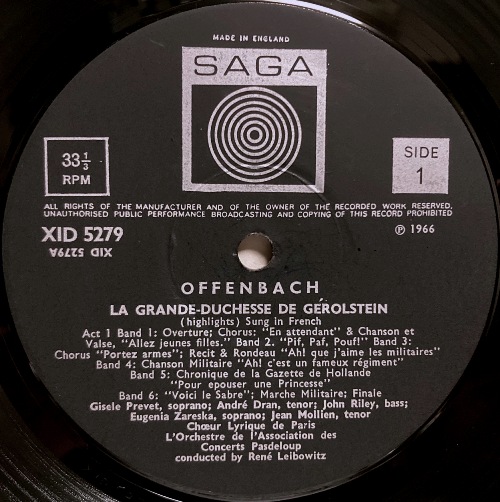 MADE IN ENGLAND
SAGA
33 1/3
RPM
SIDE
1
ALL RIGHTS OF THE MANUFACTURER AND OF THE OWNER OF THE RECORDED WORK RESERVED,
UNAUTHORISED PUBLIC PERFORMANCE BROADCASTING AND COPYING OF THIS RECORD PROHIBITED
XID 5279
XID 5279A
℗ 1966
OFFENBACH
LA GRANDE-DUCHESSE DE GÉROLSTEIN
(highlights) Sung in French
Act 1 Band 1: Overture; Chorus: "En attendant" & Chanson et
Valse, "Allez jeunes filles." Band 2. "Pif, Paf, Pouf!" Band 3:
Chorus "Portez armes"; Recit & Rondeau "Ah! que j'aime les militaires"
Band 4: Chanson Militaire "Ah! c'est un fameux régiment"
Band 5: Chronique de la Gazette de Hollande
"Pour epouser une Princesse"
Band 6: "Voici le Sabre"; Marche Militaire; Finale
Gisele Prevet, soprano; André Dran, tenor; John Riley, bass;
Eugenia Zareska, soprano; Jean Mollien, tenor
Chœur Lyrique de Paris
L'Orchestre de l'Association des
Concerts Pasdeloup
conducted by René Leibowitz